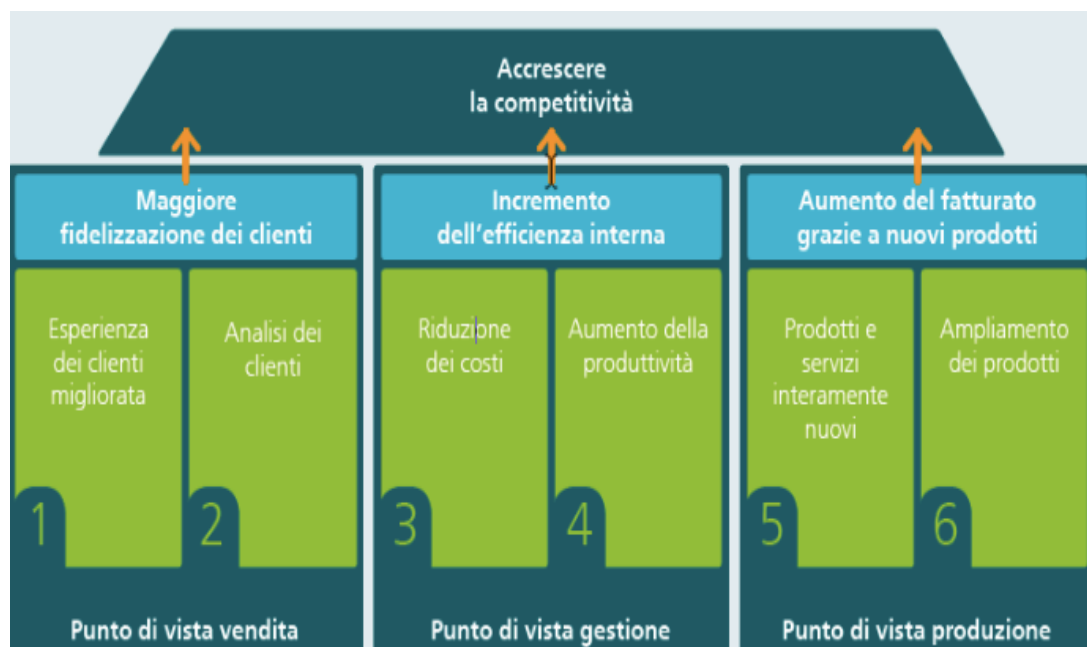 Accrescere
la competitività
Maggiore
fidelizzazione dei clienti
Incremento
dell'efficienza interna
Aumento del fatturato
grazie a nuovi prodotti
Esperienza
dei clienti
migliorata
Analisi dei
clienti
Riduzione
dei costi
Aumento della
produttività
Prodotti e
servizi
interamente
nuovi
Ampliamento
dei prodotti
1
2
3
4
5
6
Punto di vista vendita
Punto di vista gestione
Punto di vista produzione